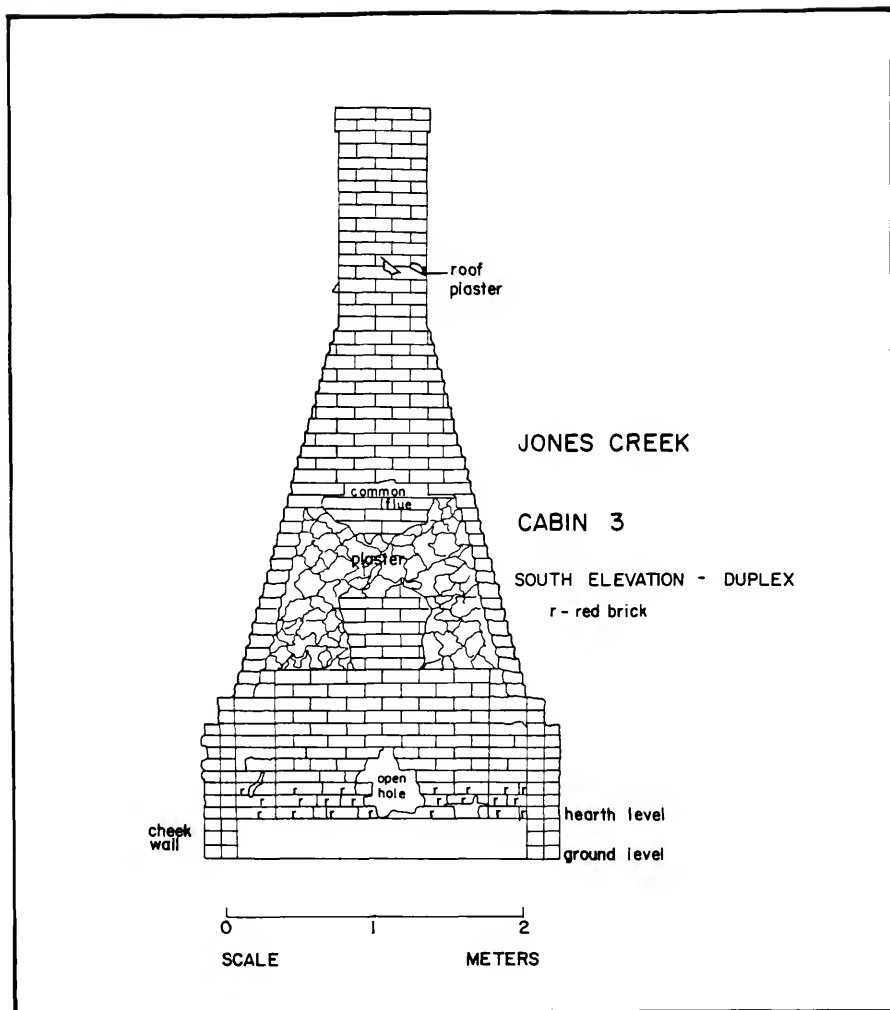 roof
plaster
JONES CREEK
common
flue
CABIN 3
plaster
SOUTH ELEVATION - DUPLEX
r - red brick
open
hole
r r r r r r
r r r r r r r r
r r r r r r r
hearth level
cheek
wall
ground level
0 1 2
SCALE METERS